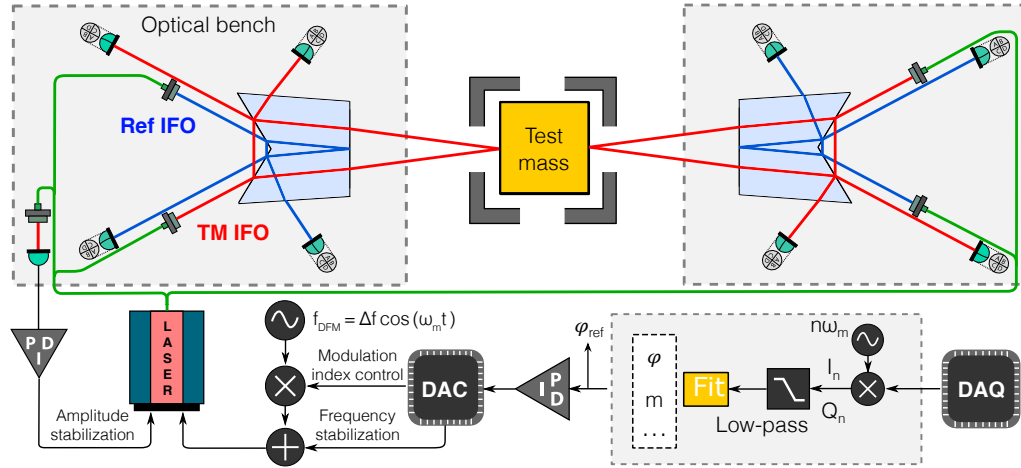 Optical bench
Ref IFO
TM IFO
Test
mass
LASER
P D
I
Amplitude
stabilization
f_DFM = Δf cos (ω_m t)
Modulation
index control
Frequency
stabilization
DAC
φ_ref
P
I
D
φ
m
...
Fit
Low-pass
nω_m
I_n
Q_n
DAQ